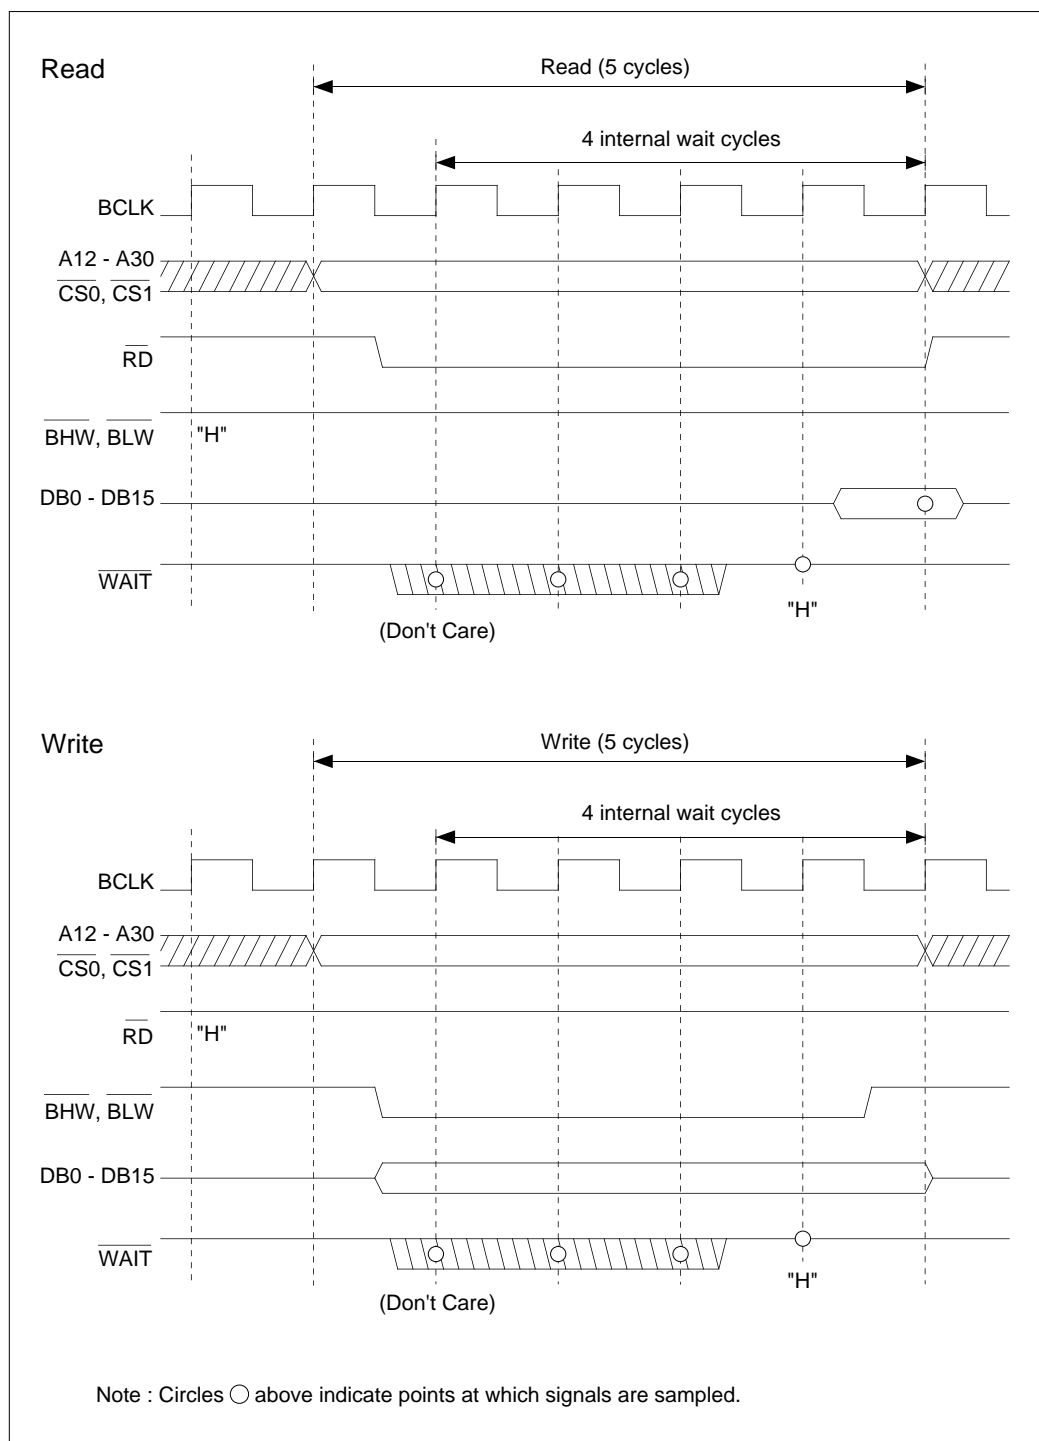 Read
Read (5 cycles)
4 internal wait cycles
BCLK
A12 - A30
CS0, CS1
RD
BHW, BLW "H"
DB0 - DB15
WAIT
"H"
(Don't Care)
Write
Write (5 cycles)
4 internal wait cycles
BCLK
A12 - A30
CS0, CS1
RD "H"
BHW, BLW
DB0 - DB15
WAIT
"H"
(Don't Care)
Note : Circles ○ above indicate points at which signals are sampled.